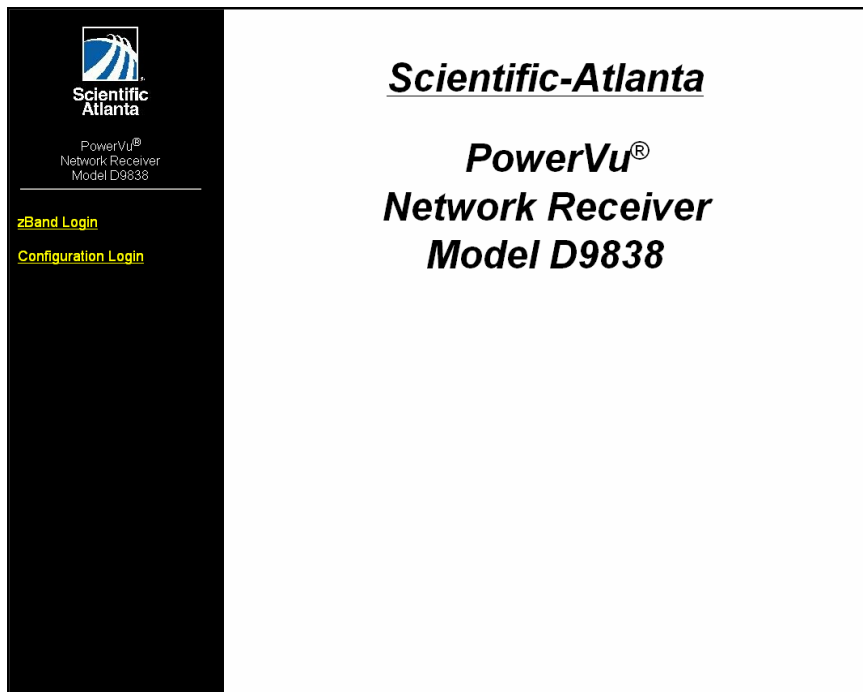 Scientific
Atlanta
PowerVu®
Network Receiver
Model D9838
zBand Login
Configuration Login
Scientific-Atlanta
PowerVu®
Network Receiver
Model D9838